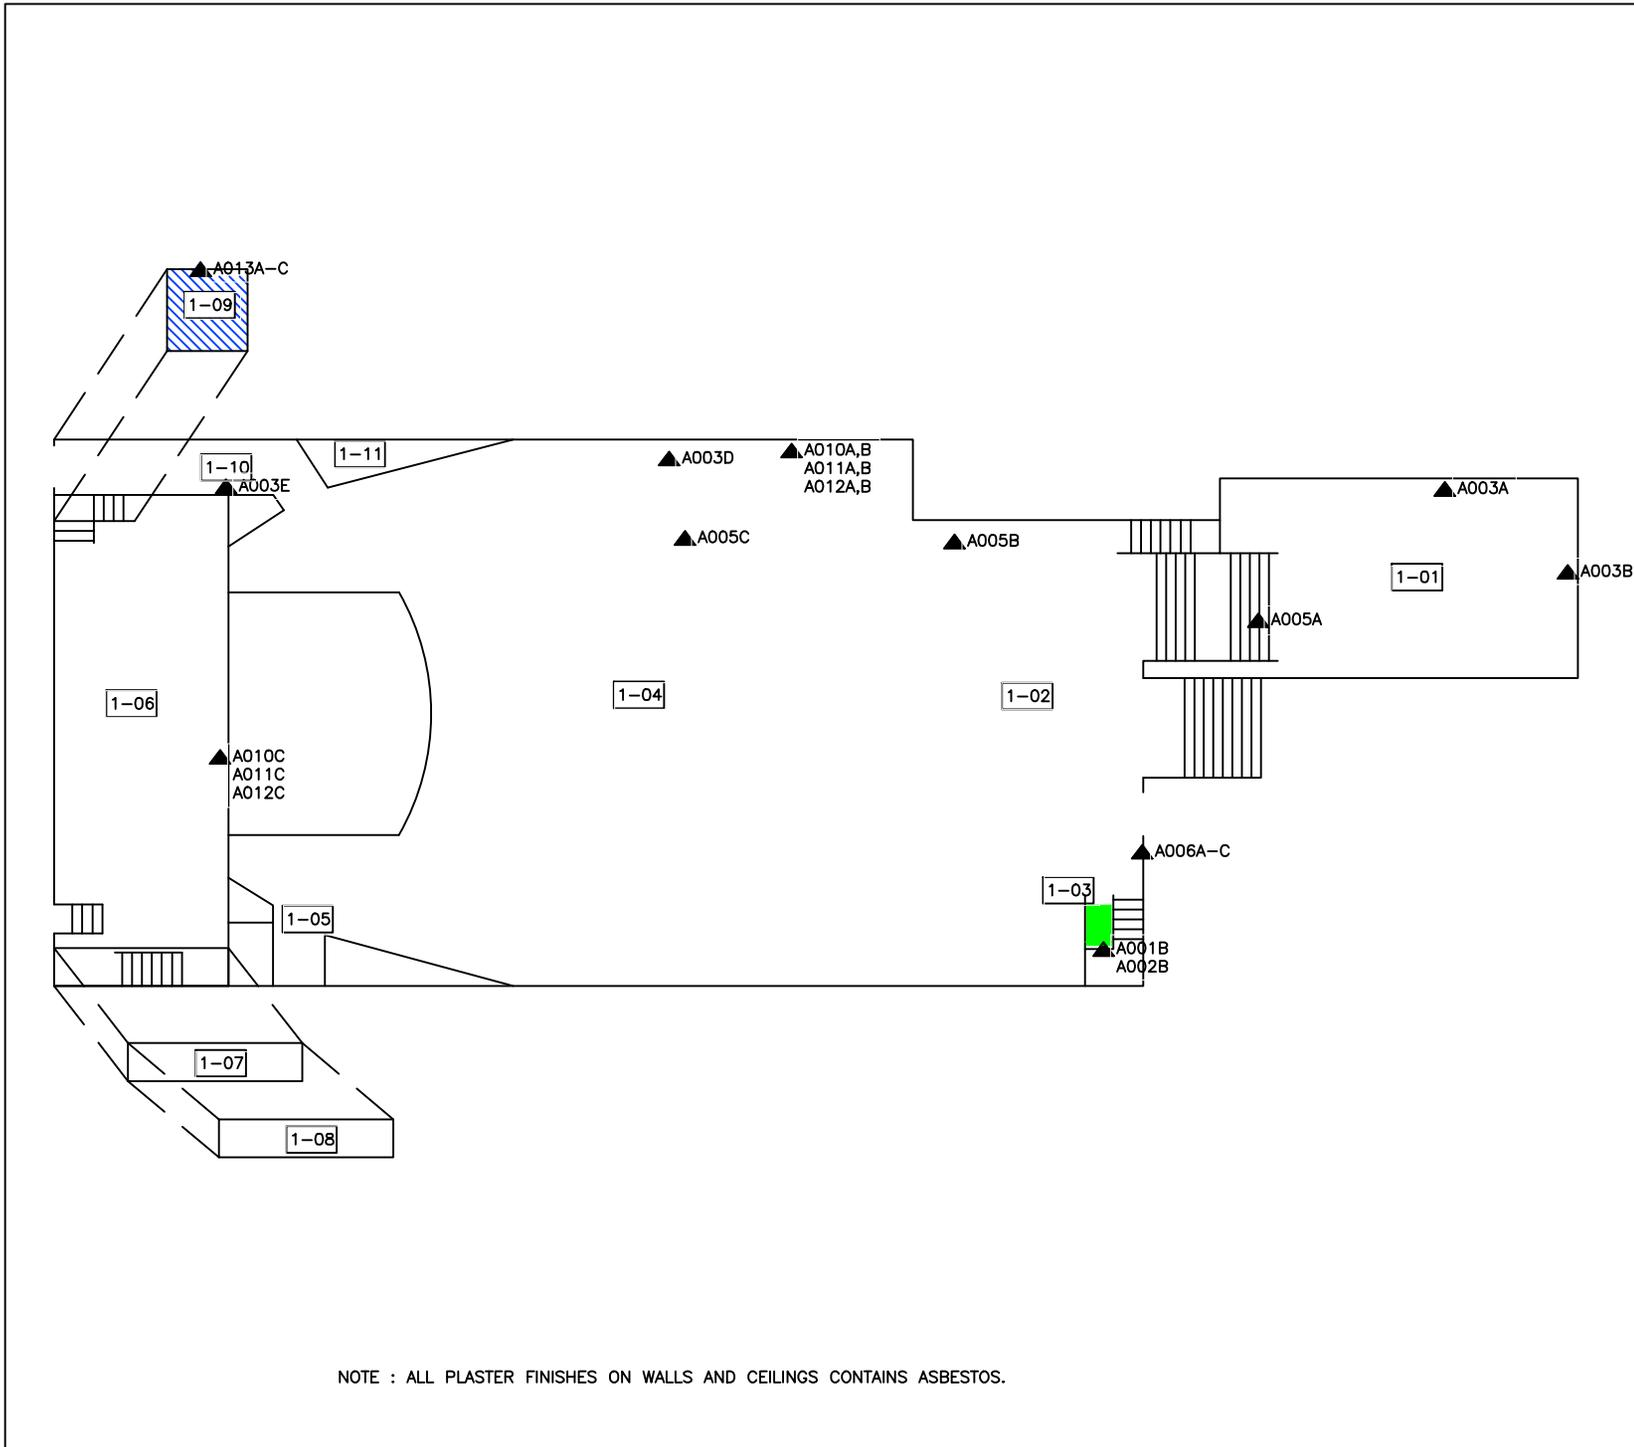 A013A-C
1-09
1-11
A003D
A010A,B
A011A,B
A012A,B
1-10
A003E
A003A
A005C
A005B
1-01
A003B
A005A
1-06
1-04
1-02
A010C
A011C
A012C
A006A-C
1-03
1-05
A001B
A002B
1-07
1-08
NOTE : ALL PLASTER FINISHES ON WALLS AND CEILINGS CONTAINS ASBESTOS.